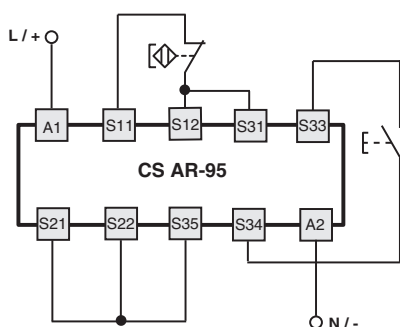 L / +
A1 S11 S12 S31 S33
CS AR-95
S21 S22 S35 S34 A2
N / -